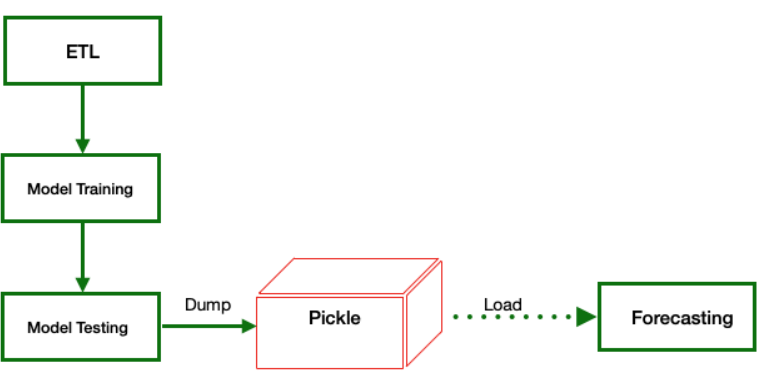 ETL
Model Training
Model Testing
Dump
Pickle
Load
Forecasting